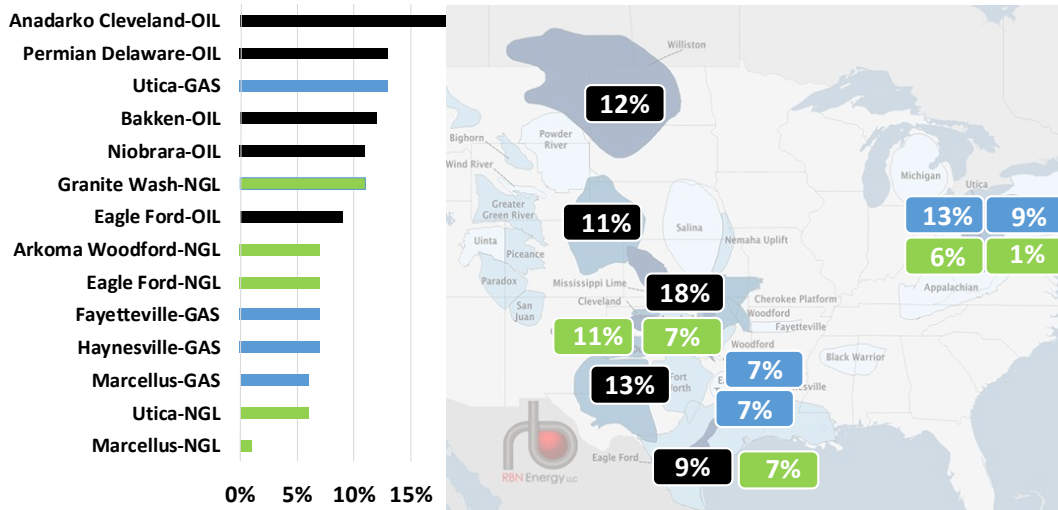 Anadarko Cleveland-OIL
Permian Delaware-OIL
Utica-GAS
Bakken-OIL
Niobrara-OIL
Granite Wash-NGL
Eagle Ford-OIL
Arkoma Woodford-NGL
Eagle Ford-NGL
Fayetteville-GAS
Haynesville-GAS
Marcellus-GAS
Utica-NGL
Marcellus-NGL
0% 5% 10% 15%
Williston
12%
Bighorn
Powder
River
Wind River
Michigan
Utica
Greater
Green River
11%
Salina
13% 9%
Nemaha Uplift
Uinta
Piceance
6% 1%
Paradox
Mississippi Lime
Appalachian
San
Juan
Cleveland
18%
Cherokee Platform
Woodford
Fayetteville
11% 7%
Woodford
Black Warrior
7%
13%
7%
RBN Energy LLC
Eagle Ford
9% 7%